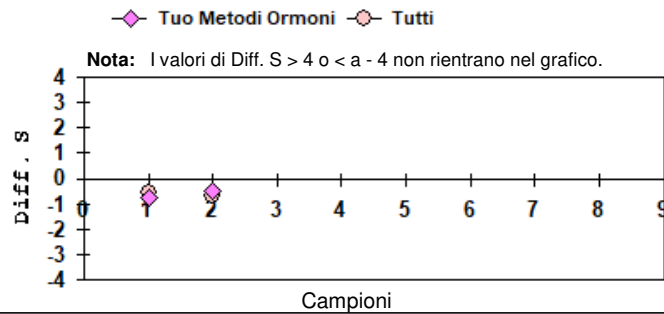 Tuo Metodi Ormoni Tutti
Nota: I valori di Diff. S > 4 o < a - 4 non rientrano nel grafico.
4
3
2
1
0
-1
-2
-3
-4
Diff. S
0 1 2 3 4 5 6 7 8 9
Campioni